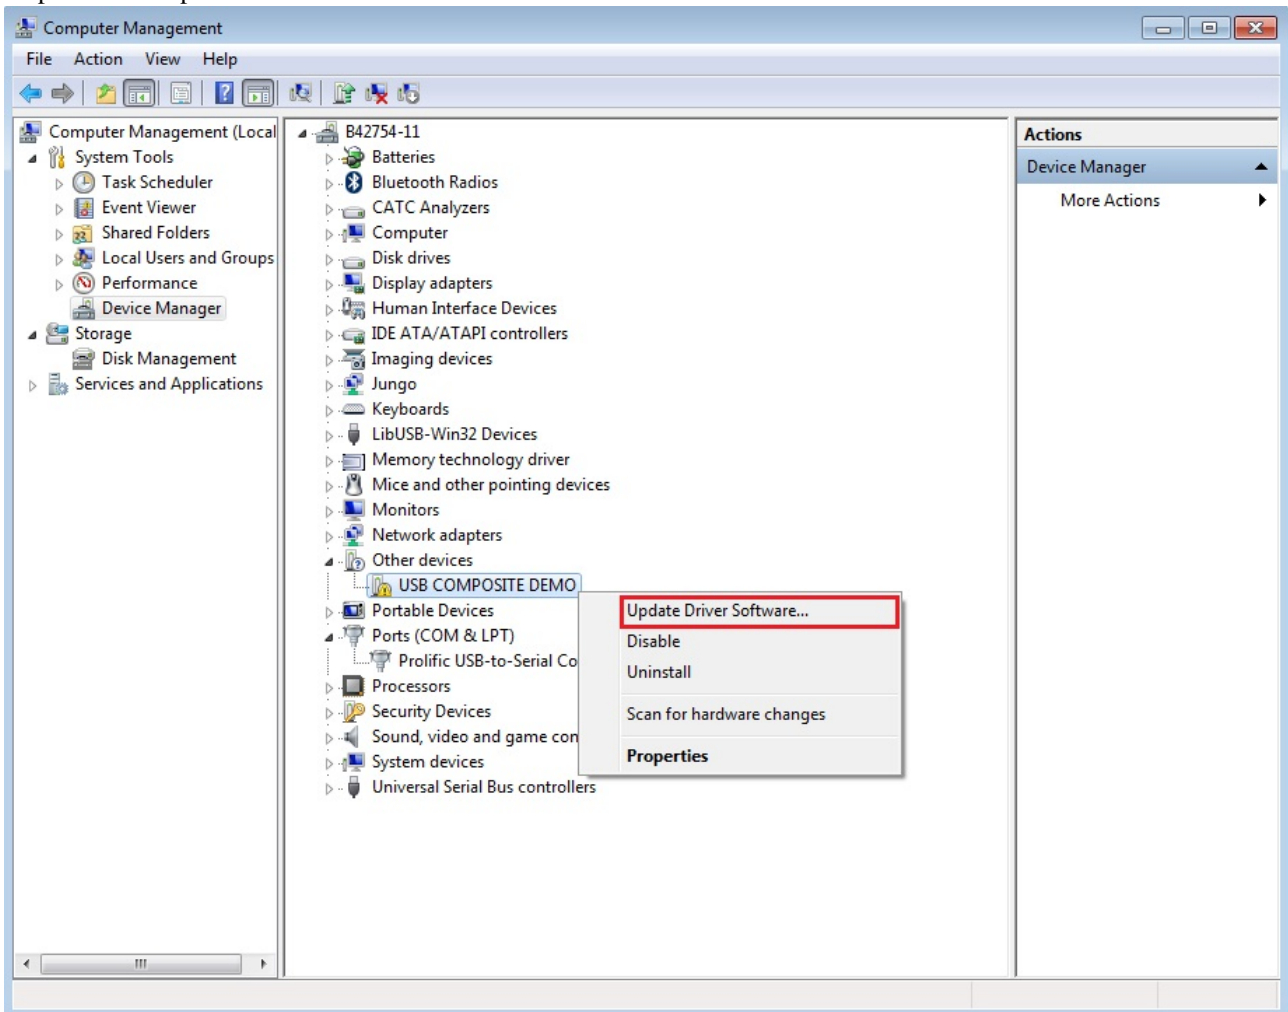 Computer Management
File Action View Help
Computer Management (Local
System Tools
Task Scheduler
Event Viewer
Shared Folders
Local Users and Groups
Performance
Device Manager
Storage
Disk Management
Services and Applications
B42754-11
Batteries
Bluetooth Radios
CATC Analyzers
Computer
Disk drives
Display adapters
Human Interface Devices
IDE ATA/ATAPI controllers
Imaging devices
Jungo
Keyboards
LibUSB-Win32 Devices
Memory technology driver
Mice and other pointing devices
Monitors
Network adapters
Other devices
USB COMPOSITE DEMO
Portable Devices
Ports (COM & LPT)
Prolific USB-to-Serial Co
Processors
Security Devices
Sound, video and game con
System devices
Universal Serial Bus controllers
Update Driver Software...
Disable
Uninstall
Scan for hardware changes
Properties
Actions
Device Manager
More Actions